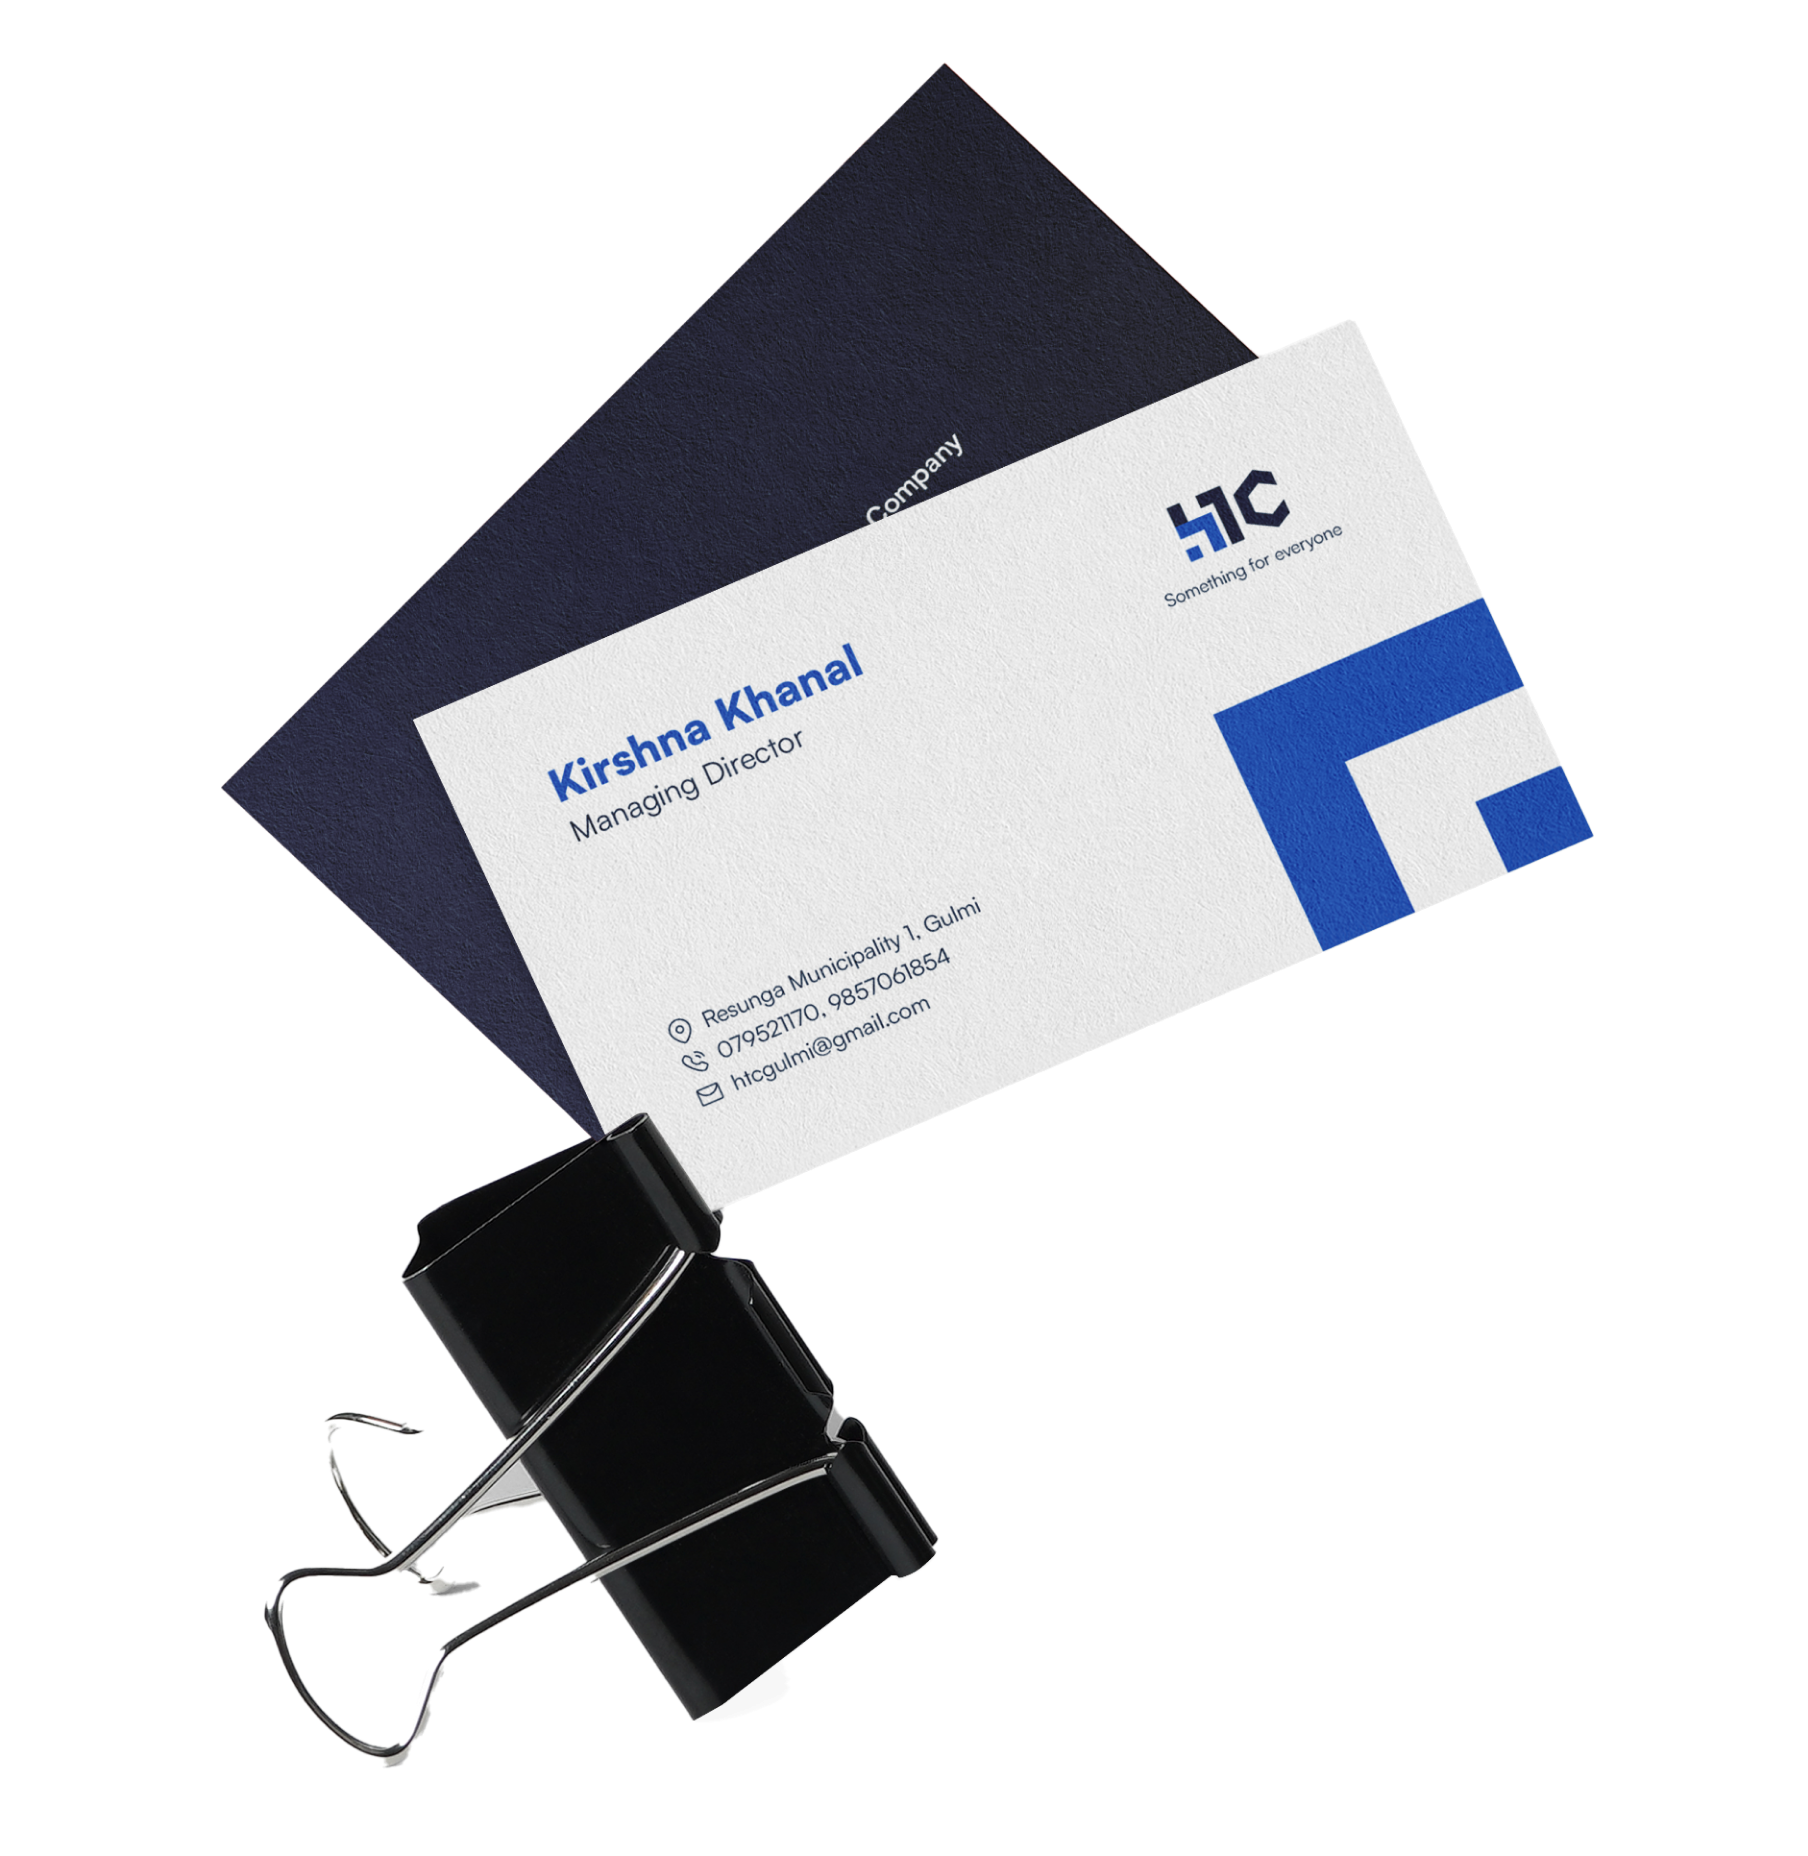 Company
HTC
Something for everyone
Kirshna Khanal
Managing Director
Resunga Municipality 1, Gulmi
079521170, 9857061854
htcgulmi@gmail.com